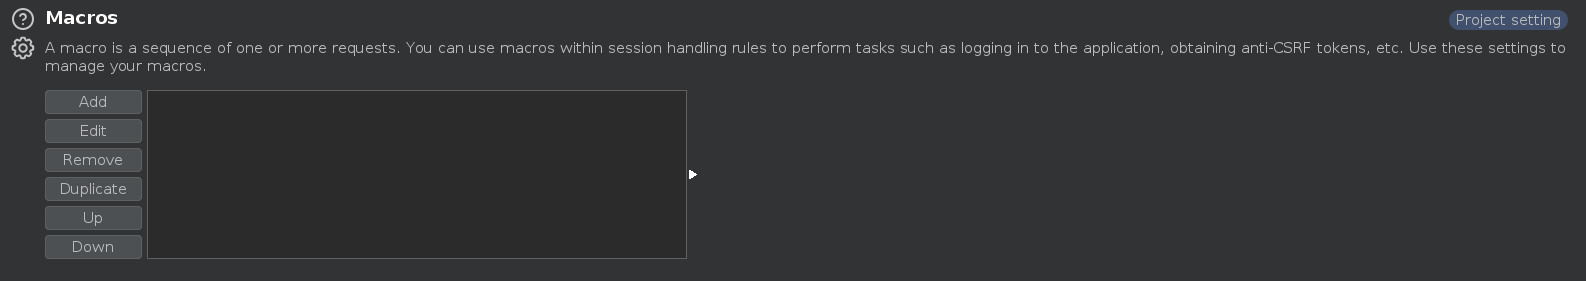 Macros
Project setting
A macro is a sequence of one or more requests. You can use macros within session handling rules to perform tasks such as logging in to the application, obtaining anti-CSRF tokens, etc. Use these settings to
manage your macros.
Add
Edit
Remove
Duplicate
Up
Down